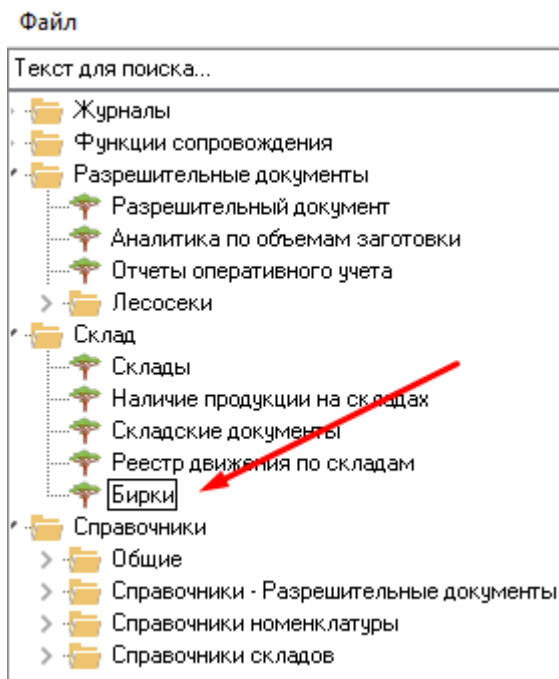 Файл
Текст для поиска...
Журналы
Функции сопровождения
Разрешительные документы
Разрешительный документ
Аналитика по объемам заготовки
Отчеты оперативного учета
Лесосеки
Склад
Склады
Наличие продукции на складах
Складские документы
Реестр движения по складам
Бирки
Справочники
Общие
Справочники - Разрешительные документы
Справочники номенклатуры
Справочники складов